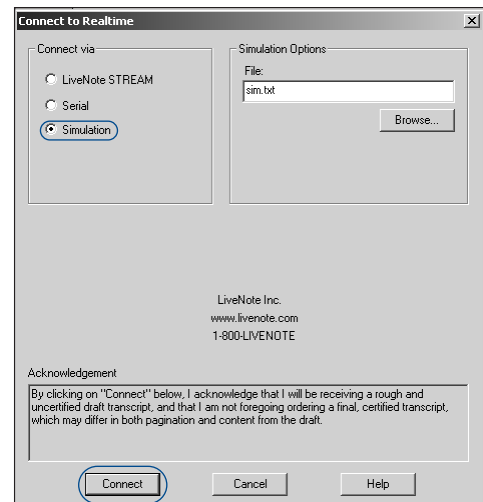 Connect to Realtime
Connect via
LiveNote STREAM
Serial
Simulation
Simulation Options
File:
sim.txt
Browse...
LiveNote Inc.
www.livenote.com
1-800-LIVENOTE
Acknowledgement
By clicking on "Connect" below, I acknowledge that I will be receiving a rough and
uncertified draft transcript, and that I am not foregoing ordering a final, certified transcript,
which may differ in both pagination and content from the draft.
Connect
Cancel
Help